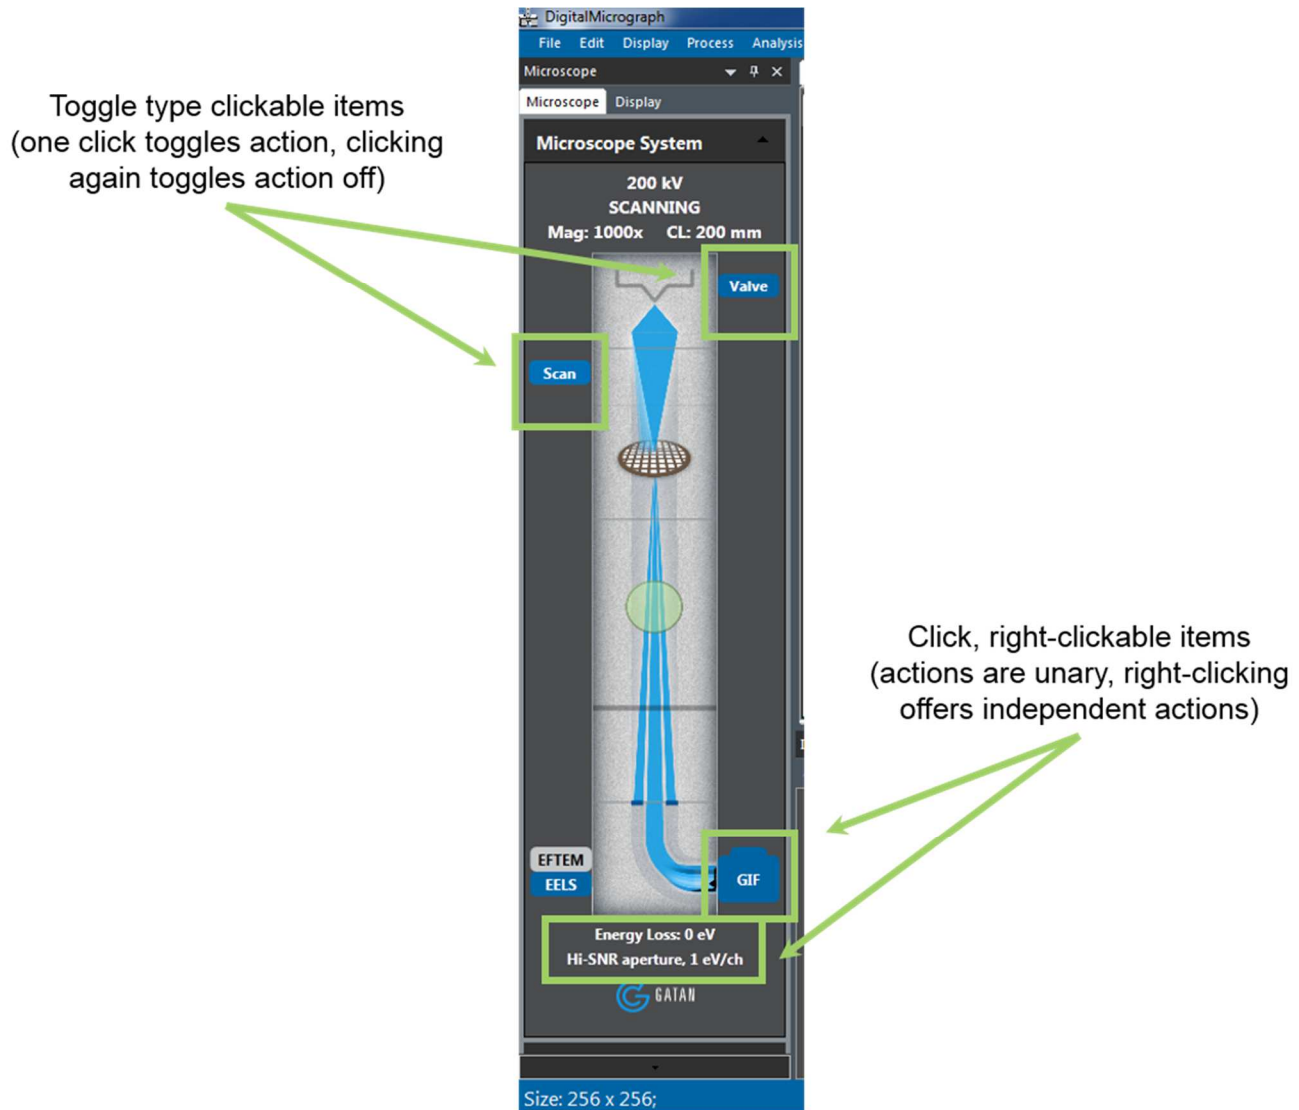 DigitalMicrograph
File Edit Display Process Analysis
Microscope
Microscope Display
Microscope System
200 kV
SCANNING
Mag: 1000x CL: 200 mm
Toggle type clickable items
(one click toggles action, clicking
again toggles action off)
Valve
Scan
Click, right-clickable items
(actions are unary, right-clicking
offers independent actions)
EFTEM
EELS
GIF
Energy Loss: 0 eV
Hi-SNR aperture, 1 eV/ch
GATAN
Size: 256 x 256;